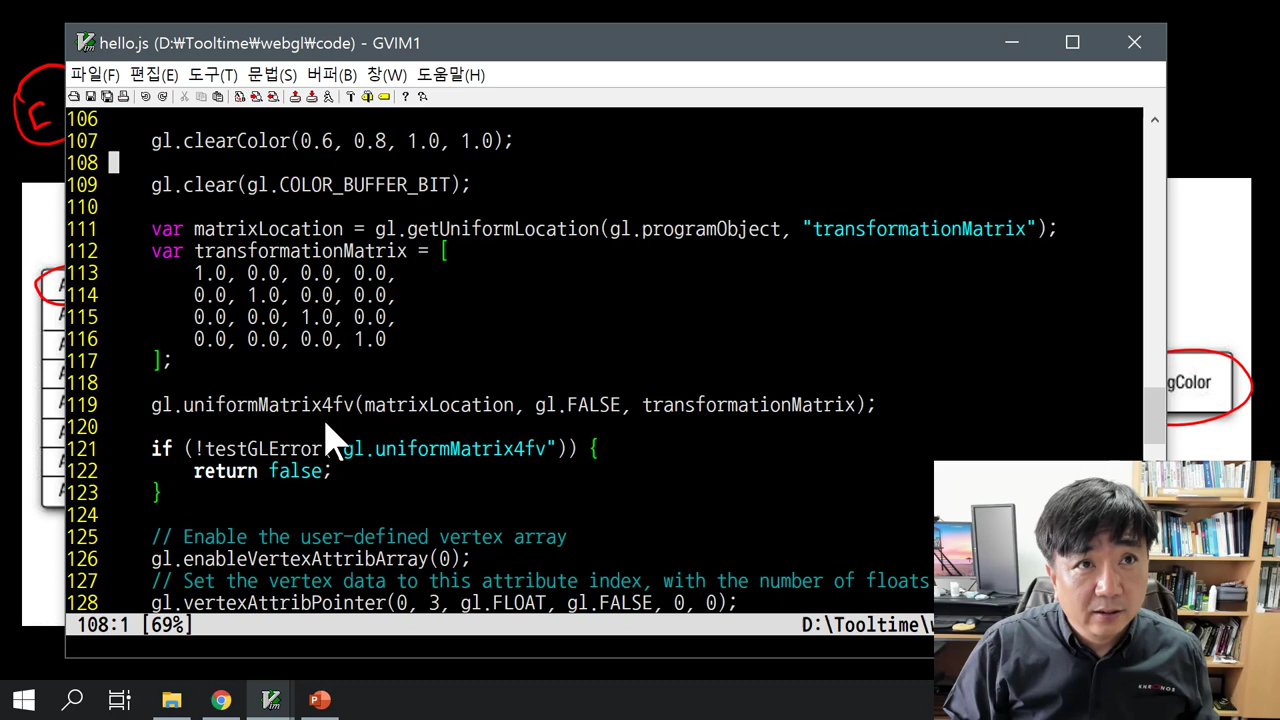 hello.js (D:₩Tooltime₩webgl₩code) - GVIM1
파일(F) 편집(E) 도구(T) 문법(S) 버퍼(B) 창(W) 도움말(H)
106
107 gl.clearColor(0.6, 0.8, 1.0, 1.0);
108
109 gl.clear(gl.COLOR_BUFFER_BIT);
110
111 var matrixLocation = gl.getUniformLocation(gl.programObject, "transformationMatrix");
112 var transformationMatrix = [
113 1.0, 0.0, 0.0, 0.0,
114 0.0, 1.0, 0.0, 0.0,
115 0.0, 0.0, 1.0, 0.0,
116 0.0, 0.0, 0.0, 1.0
117 ];
118
119 gl.uniformMatrix4fv(matrixLocation, gl.FALSE, transformationMatrix);
120
121 if (!testGLError gl.uniformMatrix4fv")) {
122 return false;
123 }
124
125 // Enable the user-defined vertex array
126 gl.enableVertexAttribArray(0);
127 // Set the vertex data to this attribute index, with the number of floats
128 gl.vertexAttribPointer(0, 3, gl.FLOAT, gl.FALSE, 0, 0);
108:1 [69%] D:\Tooltime\w
gColor
KHRONOS